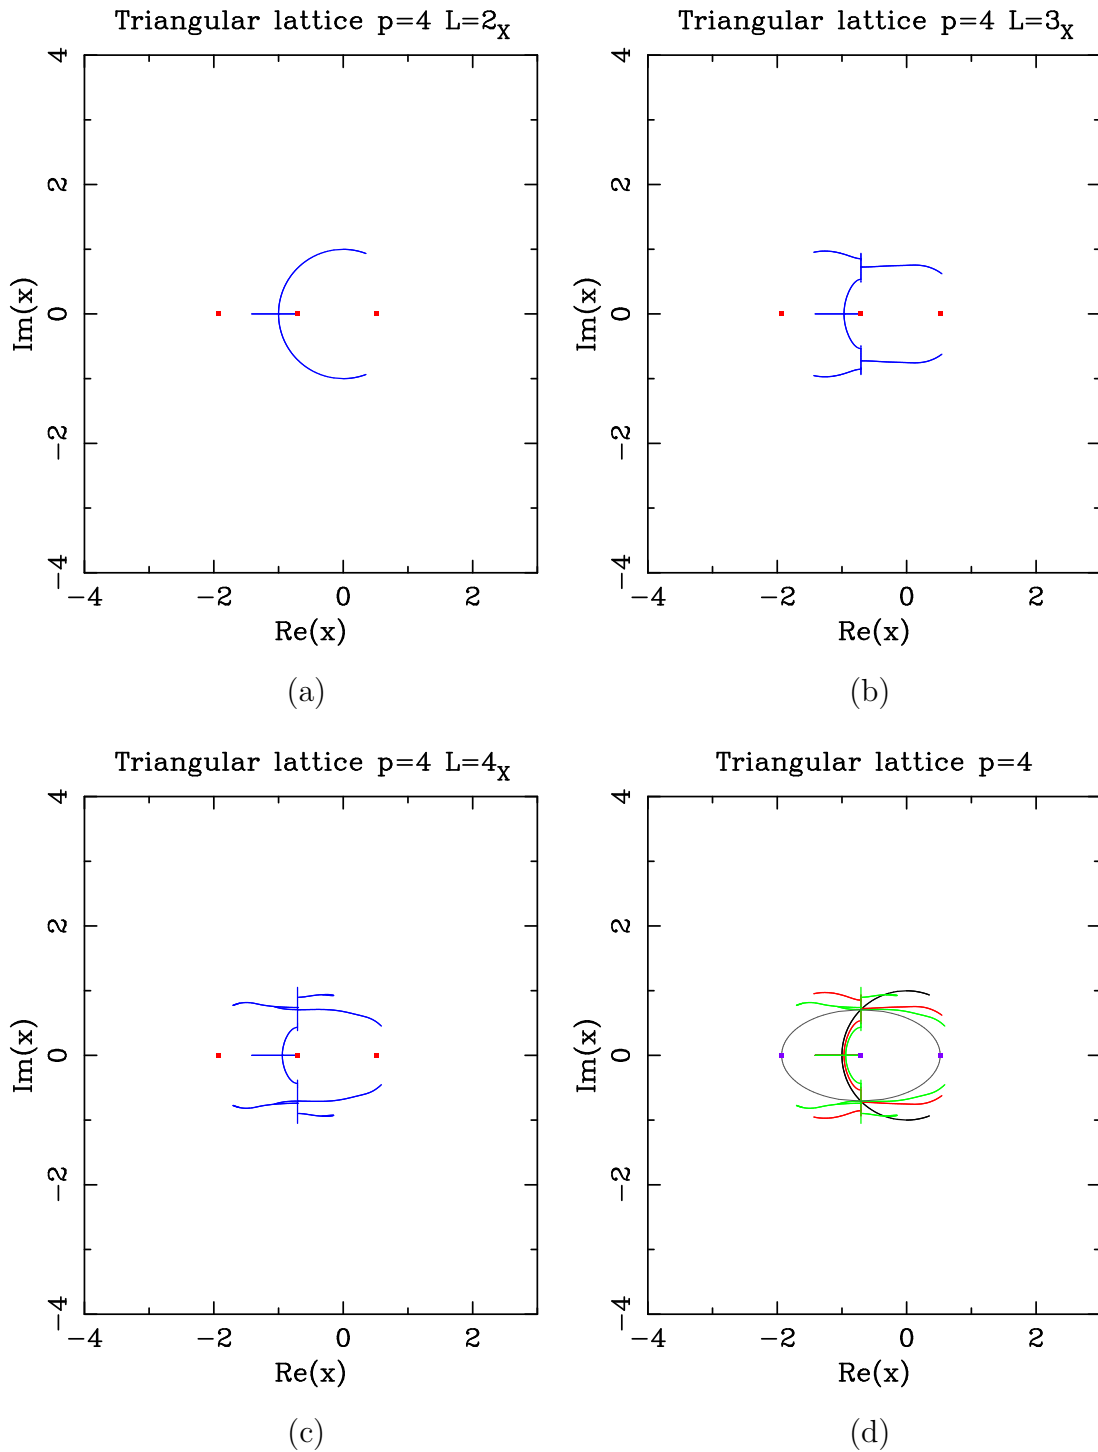 Triangular lattice p=4 L=2X
Triangular lattice p=4 L=3X
4
2
0
−2
−4
Im(x)
−4
−2
0
2
Re(x)
4
2
0
−2
−4
Im(x)
−4
−2
0
2
Re(x)
(a)
(b)
Triangular lattice p=4 L=4X
Triangular lattice p=4
4
2
0
−2
−4
Im(x)
−4
−2
0
2
Re(x)
4
2
0
−2
−4
Im(x)
−4
−2
0
2
Re(x)
(c)
(d)